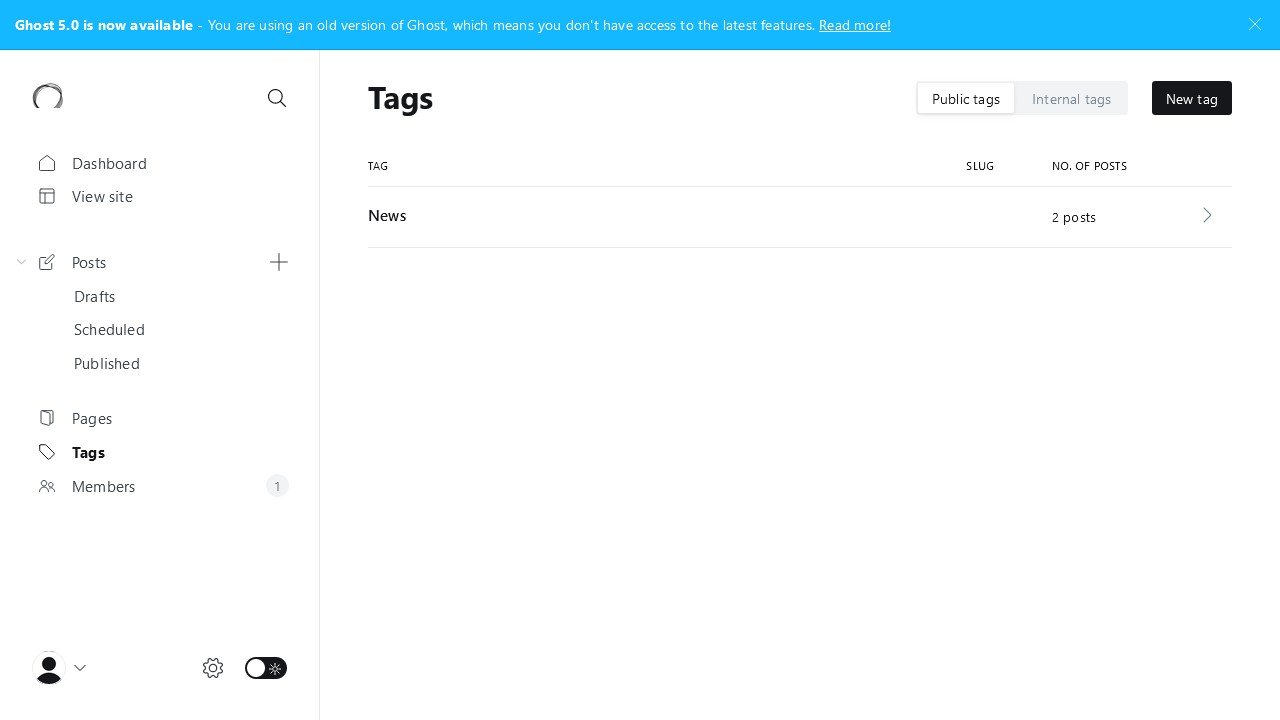 Ghost 5.0 is now available - You are using an old version of Ghost, which means you don't have access to the latest features. Read more!
Tags
Public tags
Internal tags
New tag
Dashboard
View site
Posts
Drafts
Scheduled
Published
Pages
Tags
Members
1
TAG
SLUG
NO. OF POSTS
News
2 posts